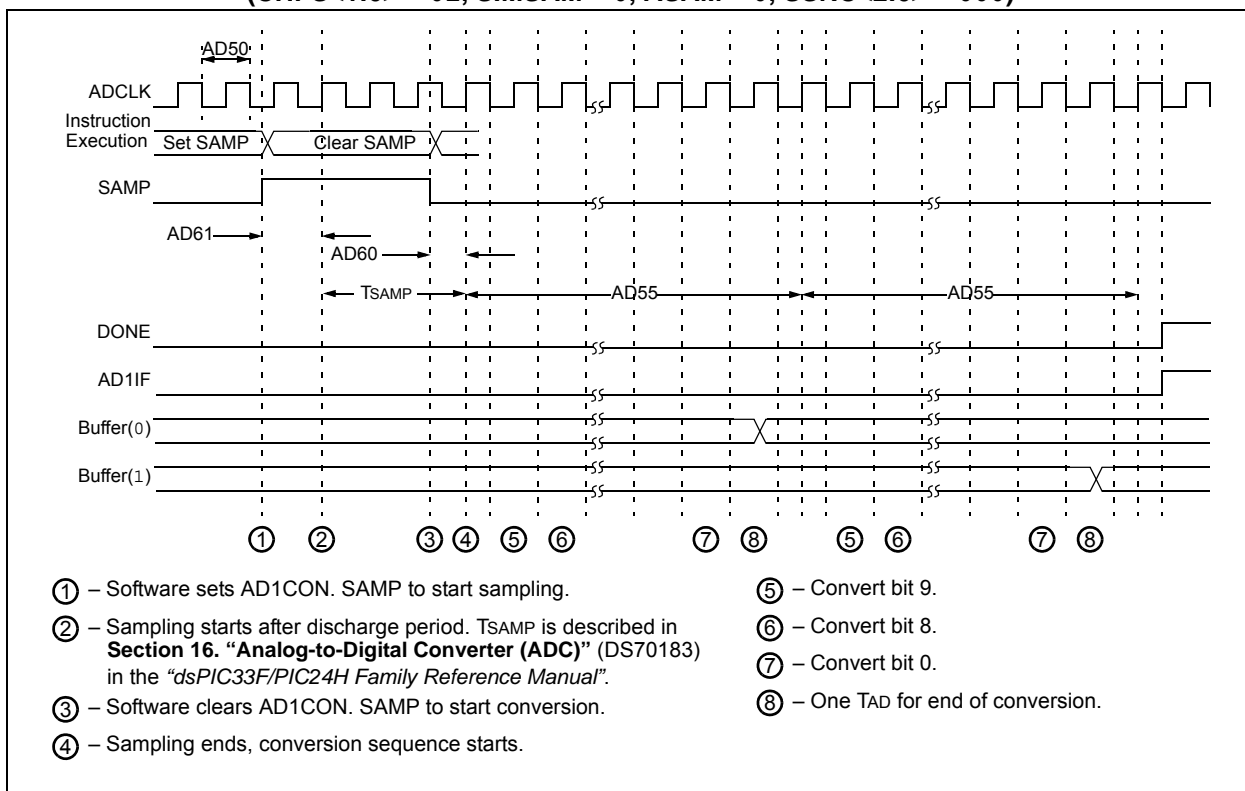 AD50
ADCLK
Instruction
Execution
Set SAMP
Clear SAMP
SAMP
AD61
AD60
TSAMP
AD55
AD55
DONE
AD1IF
Buffer(0)
Buffer(1)
1 2 3 4 5 6 7 8 5 6 7 8
1 – Software sets AD1CON. SAMP to start sampling.
2 – Sampling starts after discharge period. TSAMP is described in
Section 16. “Analog-to-Digital Converter (ADC)” (DS70183)
in the “dsPIC33F/PIC24H Family Reference Manual”.
3 – Software clears AD1CON. SAMP to start conversion.
4 – Sampling ends, conversion sequence starts.
5 – Convert bit 9.
6 – Convert bit 8.
7 – Convert bit 0.
8 – One TAD for end of conversion.